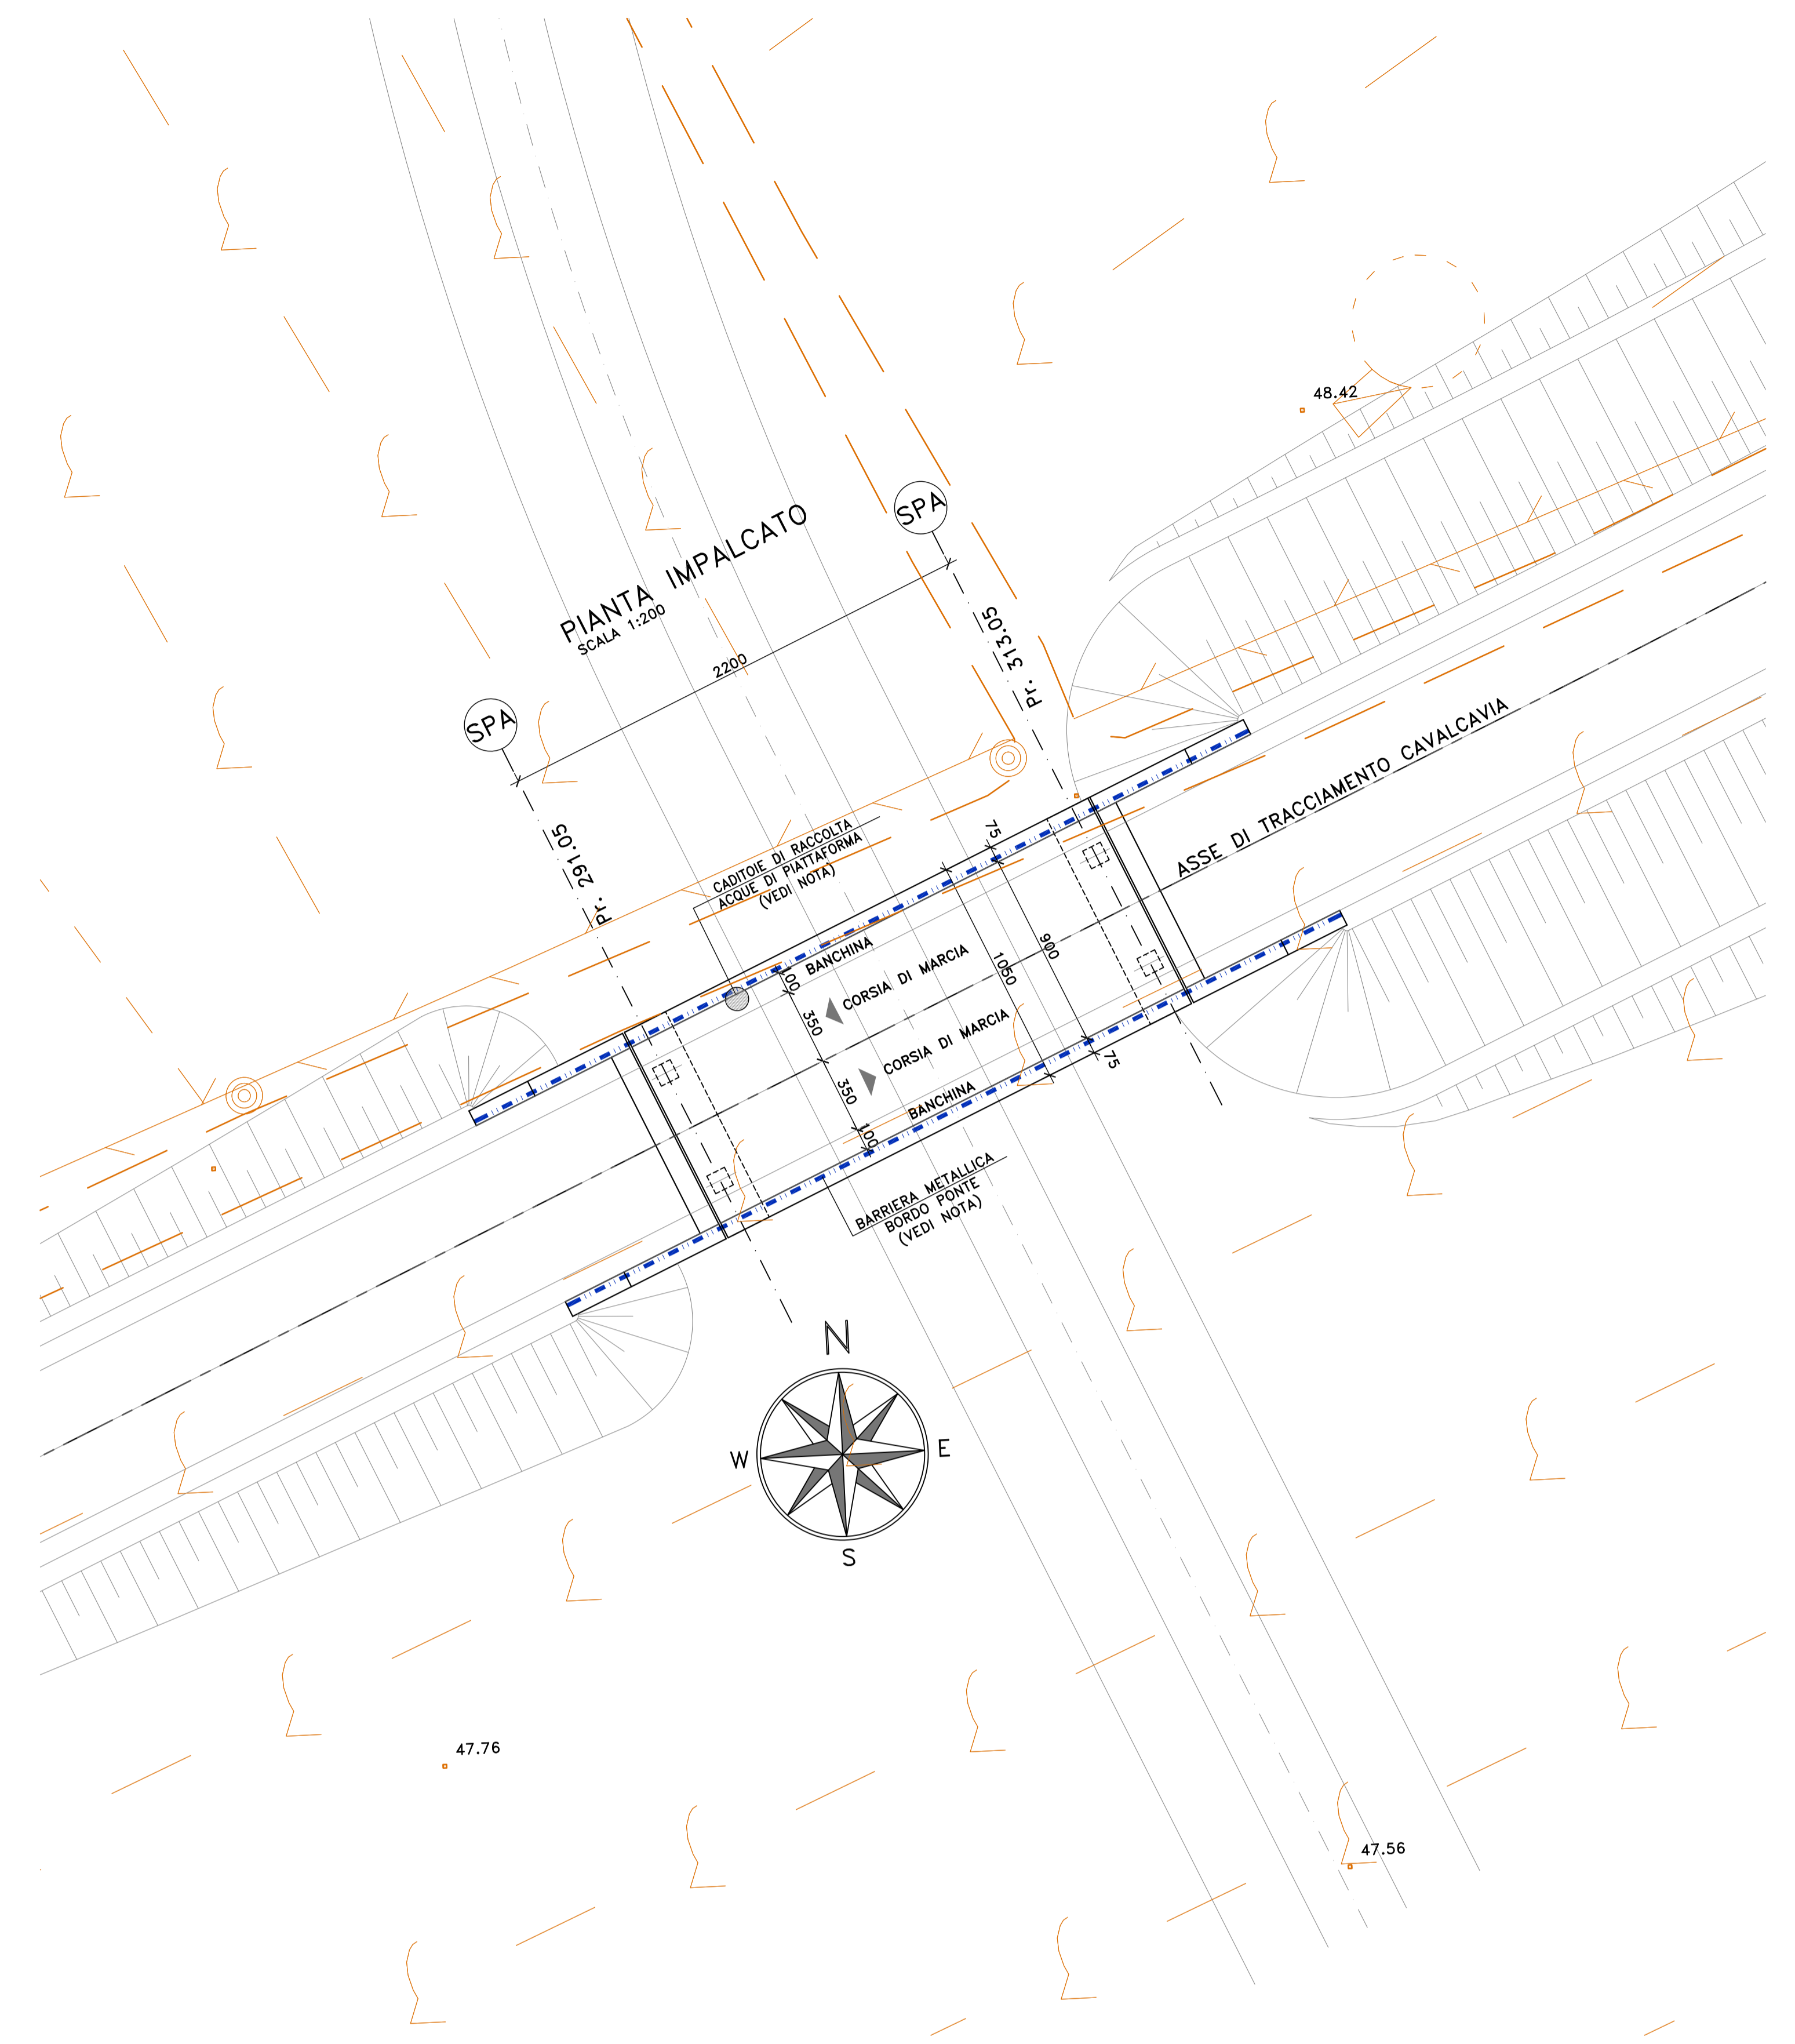 48.42
SPA
PIANTA IMPALCATO
SCALA 1:200
2200
Pr. 313.05
SPA
ASSE DI TRACCIAMENTO CAVALCAVIA
Pr. 291.05
CADITOIE DI RACCOLTA
ACQUE DI PIATTAFORMA
(VEDI NOTA)
75
BANCHINA
100
CORSIA DI MARCIA
900
1050
350
CORSIA DI MARCIA
350
75
BANCHINA
100
BARRIERA METALLICA
BORDO PONTE
(VEDI NOTA)
N
W
E
S
47.76
47.56